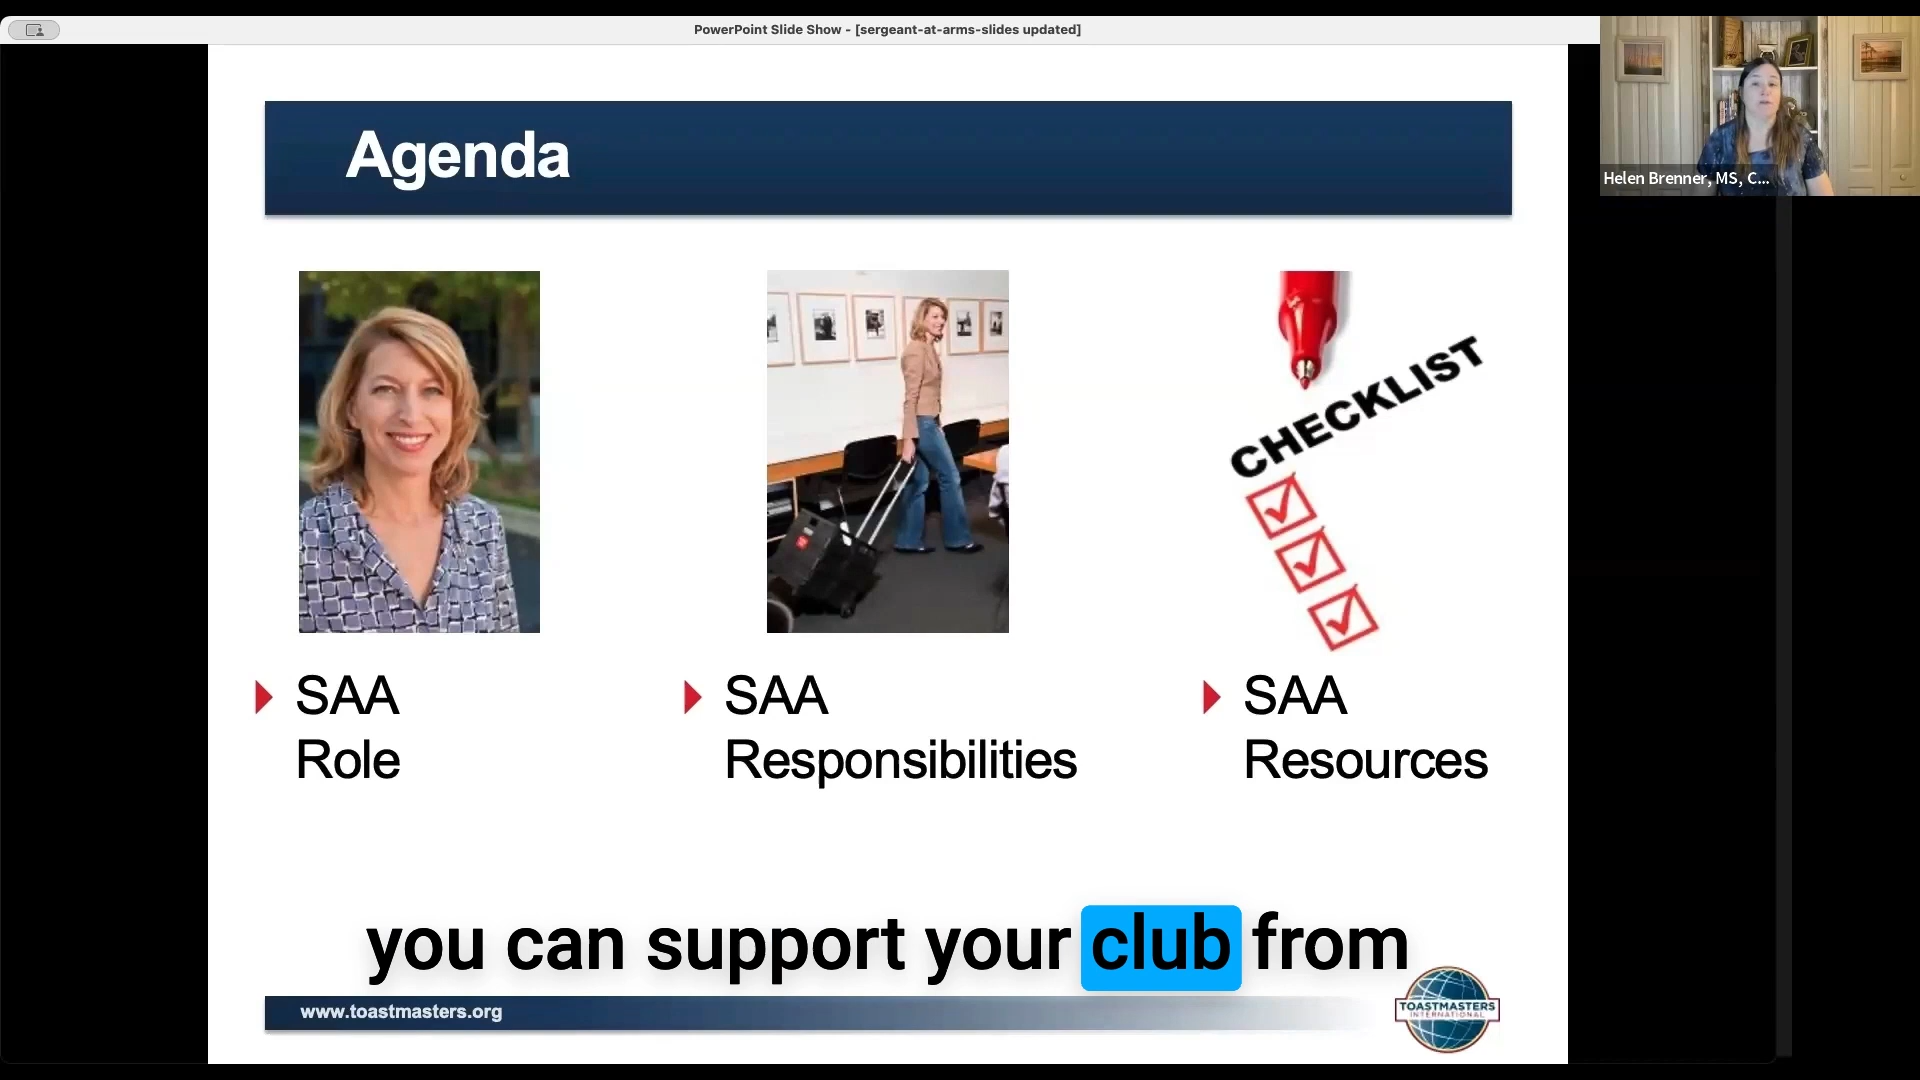 PowerPoint Slide Show - [sergeant-at-arms-slides updated]
Helen Brenner, MS, C...
Agenda
CHECKLIST
SAA
Role
SAA
Responsibilities
SAA
Resources
you can support your club from
www.toastmasters.org
TOASTMASTERS
INTERNATIONAL